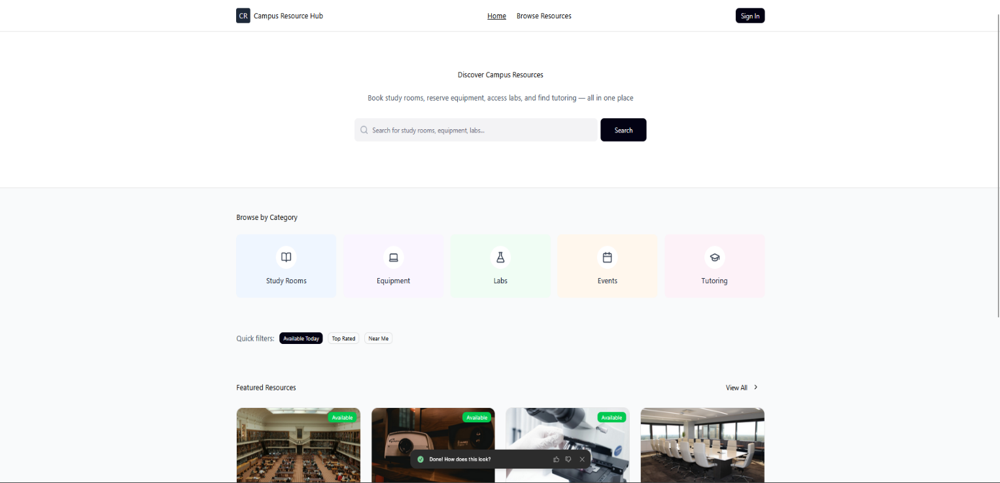 CR Campus Resource Hub Home Browse Resources Sign In
Discover Campus Resources
Book study rooms, reserve equipment, access labs, and find tutoring — all in one place
Search for study rooms, equipment, labs... Search
Browse by Category
Study Rooms Equipment Labs Events Tutoring
Quick filters: Available Today Top Rated Near Me
Featured Resources View All
Available Available Available
Done! How does this look?